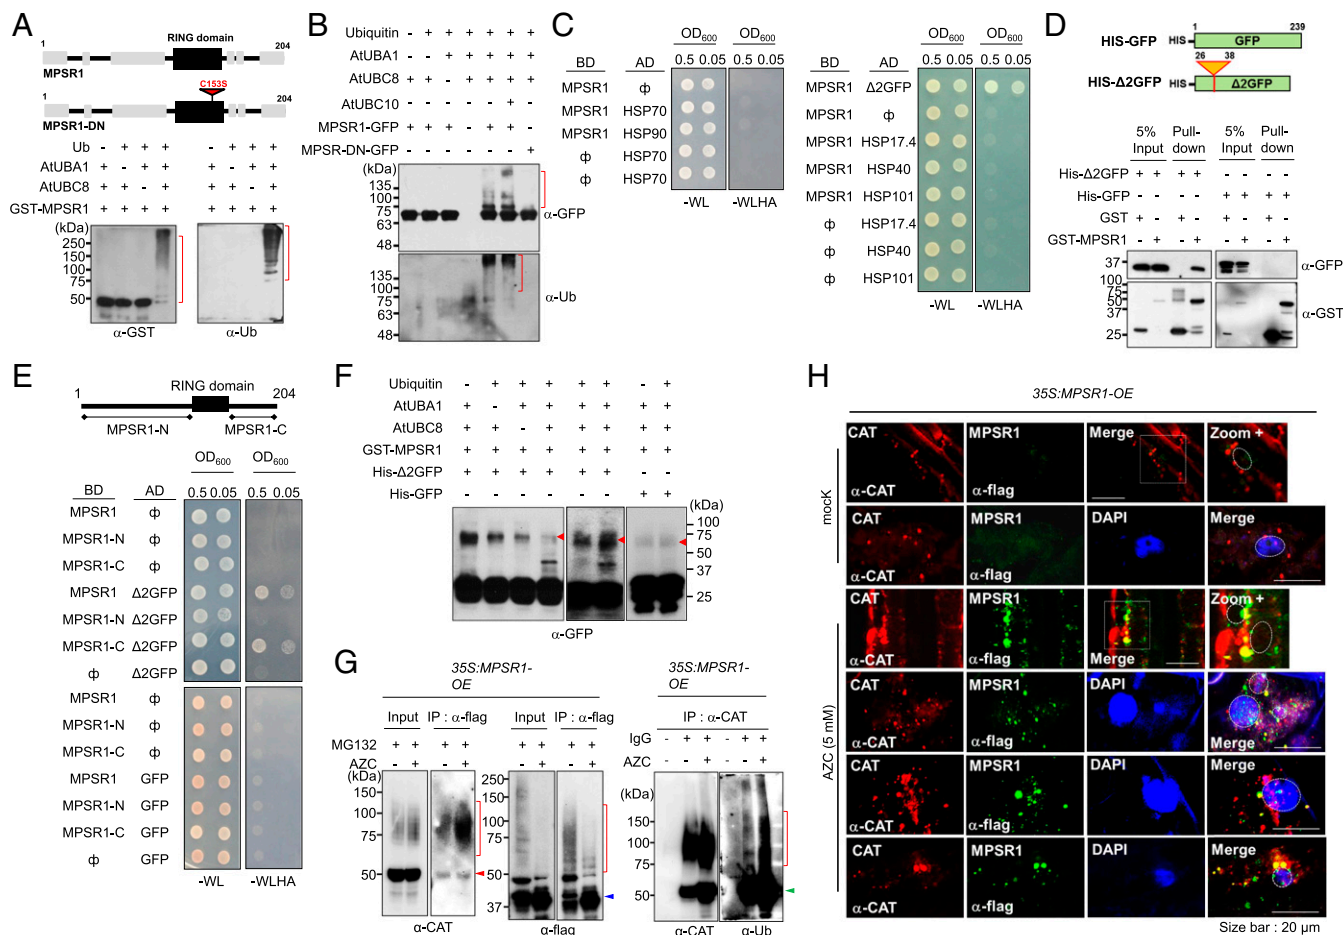 A
1
RING domain
204
MPSR1
C153S
1
204
MPSR1-DN
Ub - + + + - + + +
AtUBA1 + - + + + - + +
AtUBC8 + + - + + + - +
GST-MPSR1 + + + + + + + +
(kDa)
250
150
100
75
50
α-GST
α-Ub
B
Ubiquitin - + + + + + +
AtUBA1
AtUBC8
AtUBC10
MPSR1-GFP
MPSR-DN-GFP
(kDa)
135
100
75
63
48
α-GFP
135
100
75
63
48
α-Ub
C
OD600 OD600
BD AD 0.5 0.05 0.5 0.05
MPSR1 ф
MPSR1 HSP70
MPSR1 HSP90
ф HSP70
ф HSP70
-WL -WLHA
OD600 OD600
BD AD 0.5 0.05 0.5 0.05
MPSR1 Δ2GFP
MPSR1 ф
MPSR1 HSP17.4
MPSR1 HSP40
MPSR1 HSP101
ф HSP17.4
ф HSP40
ф HSP101
-WL -WLHA
D
1 239
HIS-GFP HIS GFP
26 38
HIS-Δ2GFP HIS Δ2GFP
5% Pull- 5% Pull-
Input down Input down
His-Δ2GFP + + + + - - - -
His-GFP - - - - + + + +
GST + - + - + - + -
GST-MPSR1 - + - + - + - +
37
25
α-GFP
100
75
50
37
25
α-GST
E
RING domain
1 204
MPSR1-N MPSR1-C
OD600 OD600
BD AD 0.5 0.05 0.5 0.05
MPSR1 ф
MPSR1-N ф
MPSR1-C ф
MPSR1 Δ2GFP
MPSR1-N Δ2GFP
MPSR1-C Δ2GFP
ф Δ2GFP
MPSR1 ф
MPSR1-N ф
MPSR1-C ф
MPSR1 GFP
MPSR1-N GFP
MPSR1-C GFP
ф GFP
-WL -WLHA
F
Ubiquitin - + + + - + - +
AtUBA1 + - + + + + + +
AtUBC8 + + - + + + + +
GST-MPSR1 + + + + + + + +
His-Δ2GFP + + + + + + - -
His-GFP - - - - - - + +
(kDa)
100
75
50
37
25
α-GFP
G
35S:MPSR1-
OE
Input IP : α-flag Input IP : α-flag
MG132 + + + + + + + +
AZC - + - + - + - +
(kDa)
150
100
75
50
37
250
150
100
75
50
37
α-CAT α-flag
35S:MPSR1-
OE
IP : α-CAT
IgG - + + - + +
AZC - - + - - +
(kDa)
150
100
75
50
α-CAT α-Ub
H
35S:MPSR1-OE
mocK
CAT MPSR1 Merge Zoom +
α-CAT α-flag
CAT MPSR1 DAPI Merge
α-CAT α-flag
AZC (5 mM)
CAT MPSR1 Zoom +
α-CAT α-flag Merge
CAT MPSR1 DAPI
α-CAT α-flag Merge
CAT MPSR1 DAPI Merge
α-CAT α-flag
CAT MPSR1 DAPI Merge
α-CAT α-flag
Size bar : 20 µm